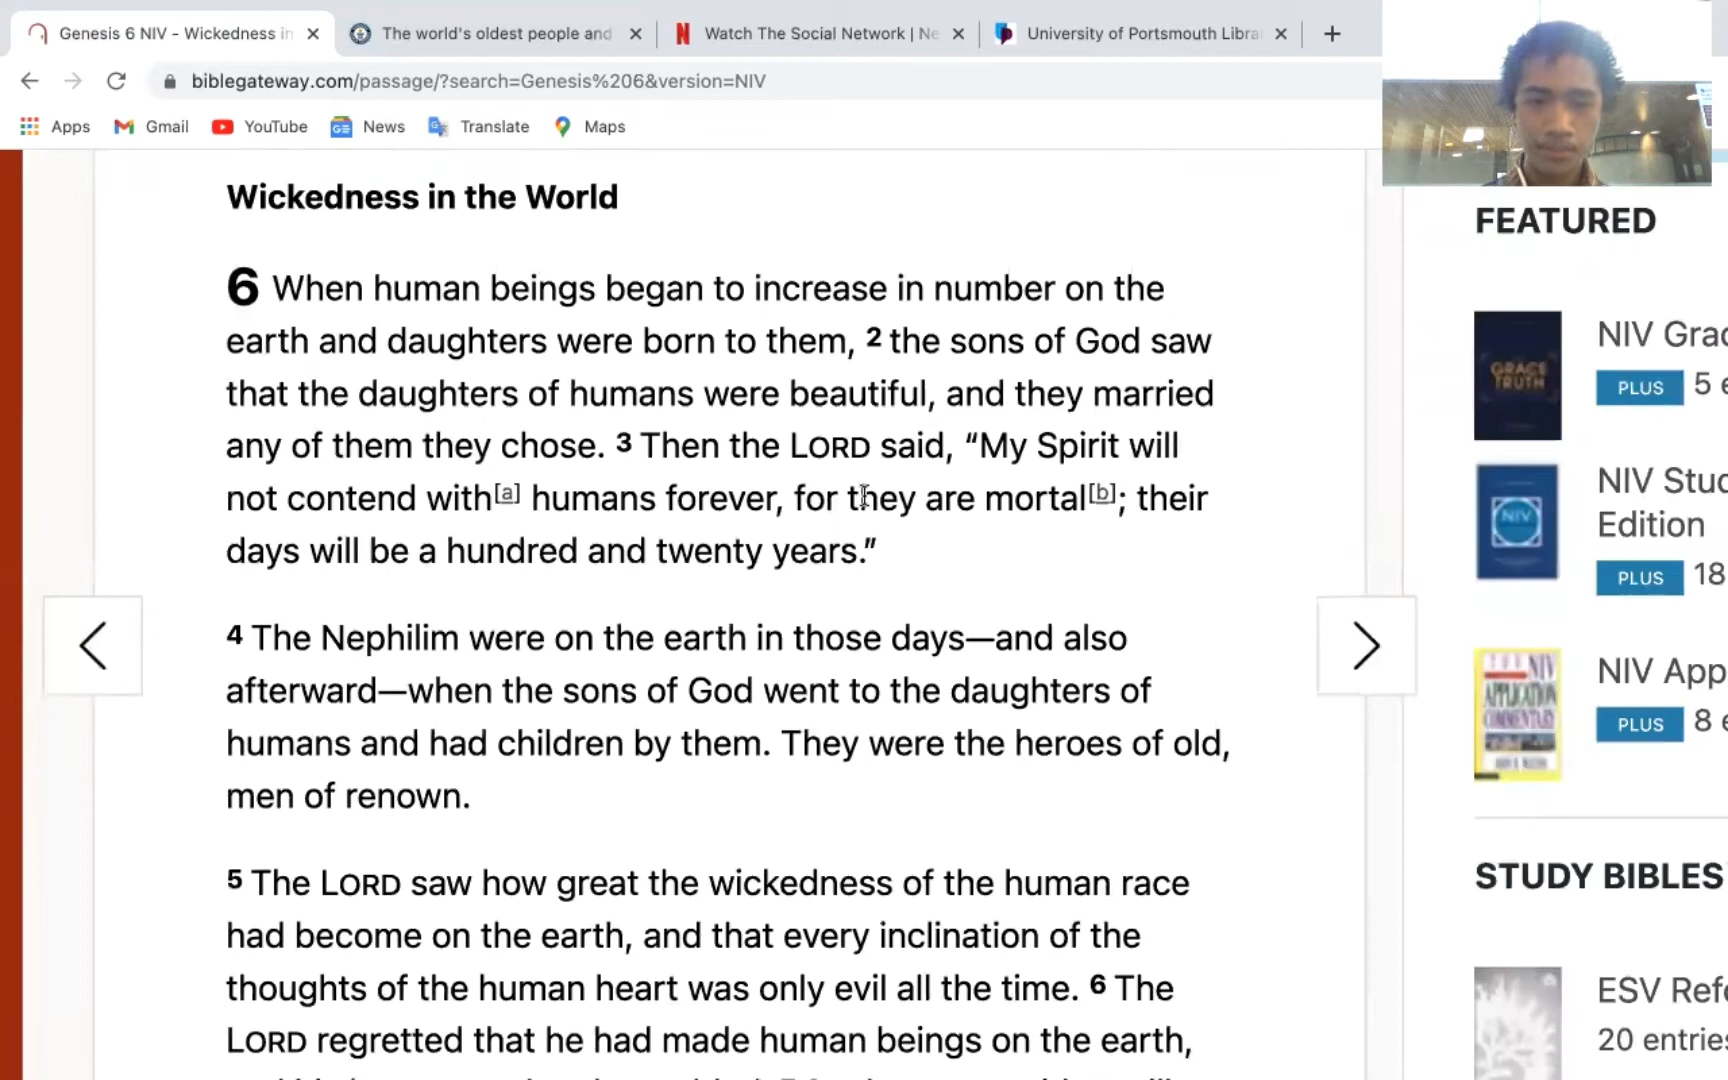 Genesis 6 NIV - Wickedness in
The world's oldest people and
Watch The Social Network | Ne
University of Portsmouth Libra
biblegateway.com/passage/?search=Genesis%206&version=NIV
Apps
Gmail
YouTube
News
Translate
Maps
Wickedness in the World
6 When human beings began to increase in number on the
earth and daughters were born to them, 2 the sons of God saw
that the daughters of humans were beautiful, and they married
any of them they chose. 3 Then the LORD said, “My Spirit will
not contend with[a] humans forever, for they are mortal[b]; their
days will be a hundred and twenty years.”
4 The Nephilim were on the earth in those days—and also
afterward—when the sons of God went to the daughters of
humans and had children by them. They were the heroes of old,
men of renown.
5 The LORD saw how great the wickedness of the human race
had become on the earth, and that every inclination of the
thoughts of the human heart was only evil all the time. 6 The
LORD regretted that he had made human beings on the earth,
FEATURED
GRACE
TRUTH
NIV Grac
PLUS 5 e
NIV
NIV Stud
Edition
PLUS 18
NIV
APPLICATION
COMMENTARY
NIV App
PLUS 8 e
STUDY BIBLES
ESV Refo
20 entries